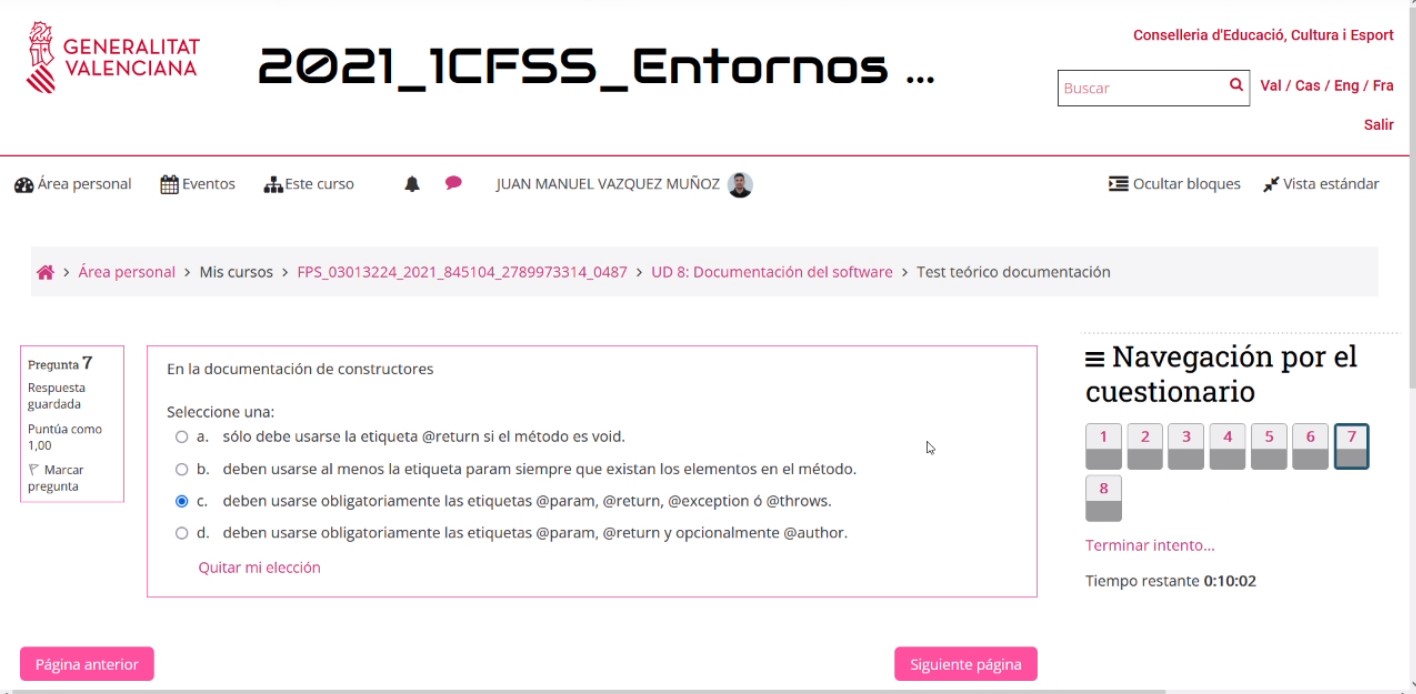 GENERALITAT
VALENCIANA
2021_1CFSS_Entornos ...
Conselleria d'Educació, Cultura i Esport
Buscar
Val / Cas / Eng / Fra
Salir
Área personal
Eventos
Este curso
JUAN MANUEL VAZQUEZ MUÑOZ
Ocultar bloques
Vista estándar
> Área personal > Mis cursos > FPS_03013224_2021_845104_2789973314_0487 > UD 8: Documentación del software > Test teórico documentación
Pregunta 7
Respuesta
guardada
Puntúa como
1,00
Marcar
pregunta
En la documentación de constructores
Seleccione una:
a. sólo debe usarse la etiqueta @return si el método es void.
b. deben usarse al menos la etiqueta param siempre que existan los elementos en el método.
c. deben usarse obligatoriamente las etiquetas @param, @return, @exception ó @throws.
d. deben usarse obligatoriamente las etiquetas @param, @return y opcionalmente @author.
Quitar mi elección
Navegación por el
cuestionario
1 2 3 4 5 6 7
8
Terminar intento...
Tiempo restante 0:10:02
Página anterior
Siguiente página